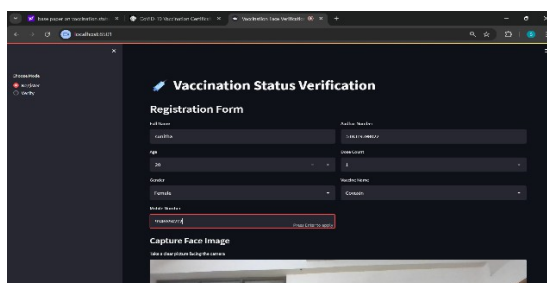 localhost:8501
Choose Mode
Register
Verify
Vaccination Status Verification
Registration Form
Full Name
Aadhar Number
Age
Dose Count
20
Gender
Vaccine Name
Female
Covaxin
Mobile Number
Press Enter to apply
Capture Face Image
Take a clear picture facing the camera